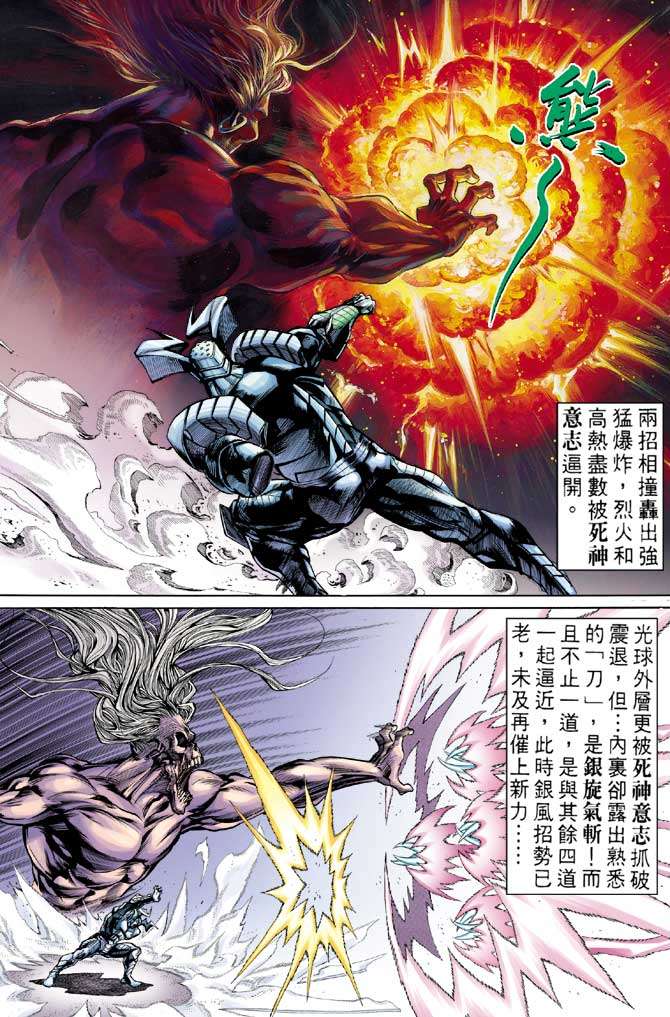 熊～
兩招相撞轟出強
猛爆炸，烈火和
高熱盡數被死神
意志逼開。
光球外層更被死神意志抓破
震退，但…內裏卻露出熟悉
的「刀」，是銀旋氣斬！而
且不止一道，是與其餘四道
一起逼近，此時銀風招勢已
老，未及再催上新力……